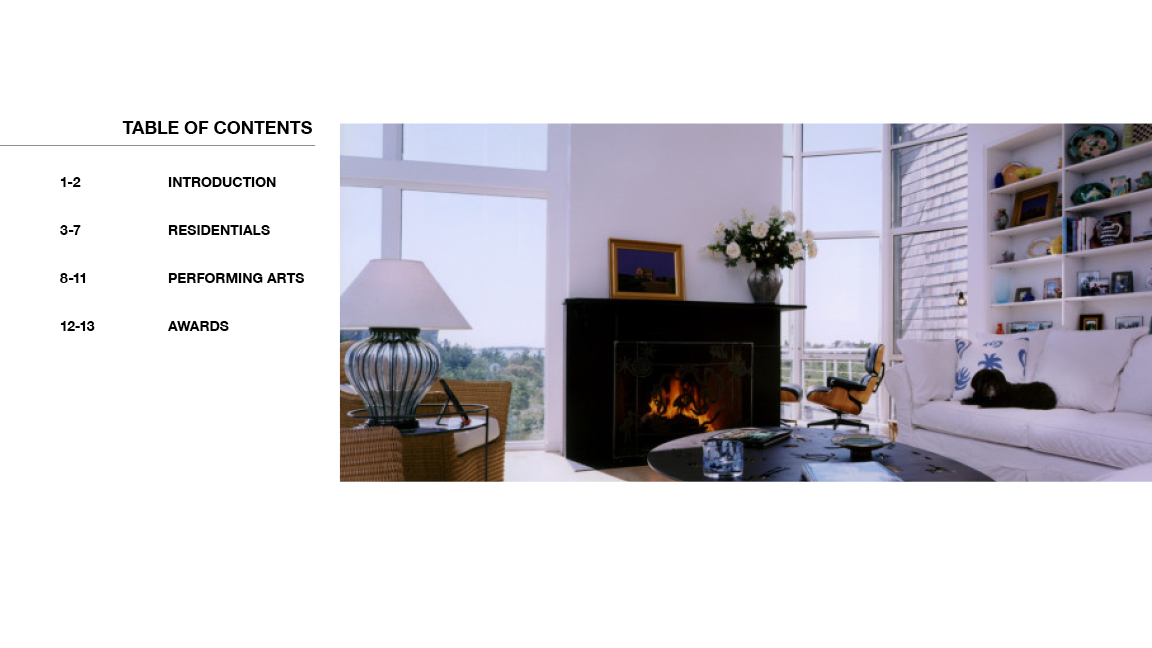 TABLE OF CONTENTS
1-2 INTRODUCTION
3-7 RESIDENTIALS
8-11 PERFORMING ARTS
12-13 AWARDS